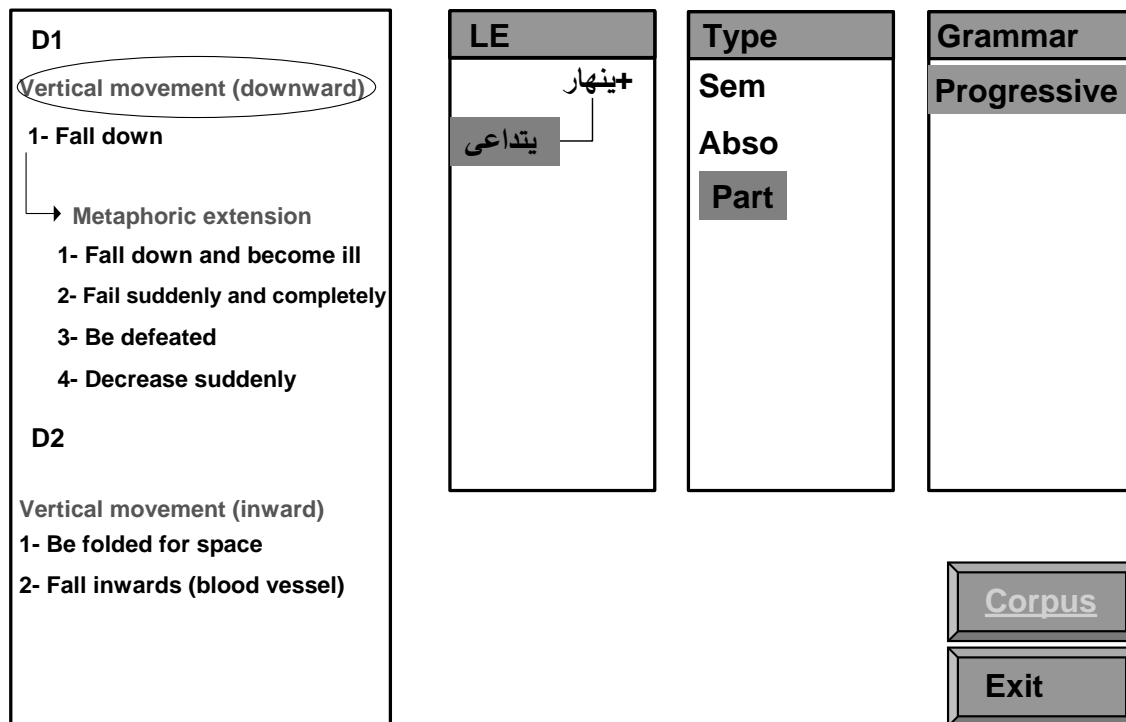 D1
Vertical movement (downward)
1- Fall down
Metaphoric extension
1- Fall down and become ill
2- Fail suddenly and completely
3- Be defeated
4- Decrease suddenly
D2
Vertical movement (inward)
1- Be folded for space
2- Fall inwards (blood vessel)
LE
+ينهار
يتداعى
Type
Sem
Abso
Part
Grammar
Progressive
Corpus
Exit